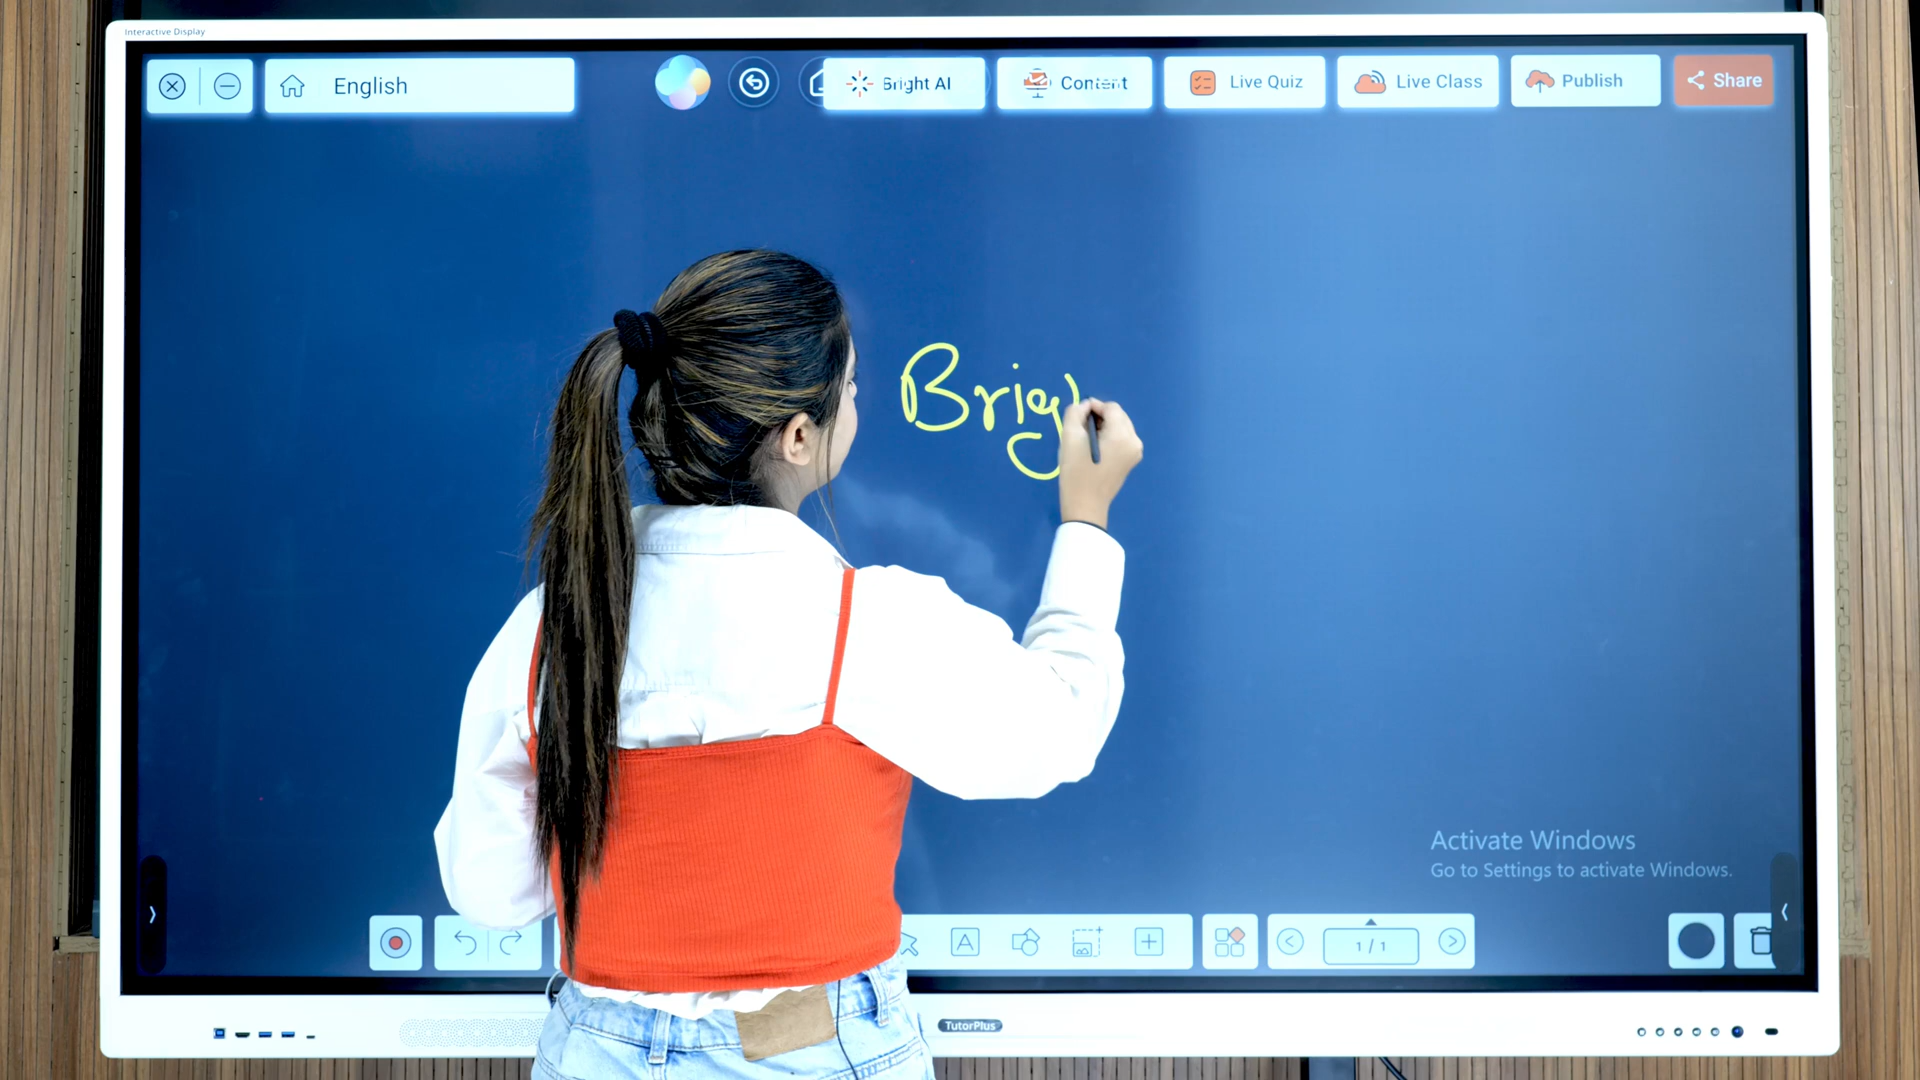 Interactive Display
English
Bright AI
Content
Live Quiz
Live Class
Publish
Share
Brig
Activate Windows
Go to Settings to activate Windows.
A
1 / 1
TutorPlus